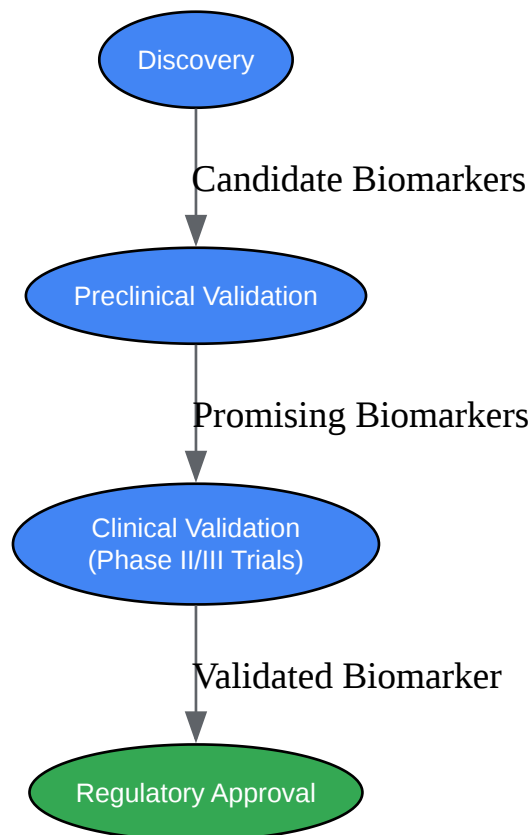 Discovery
Candidate Biomarkers
Preclinical Validation
Promising Biomarkers
Clinical Validation
(Phase II/III Trials)
Validated Biomarker
Regulatory Approval